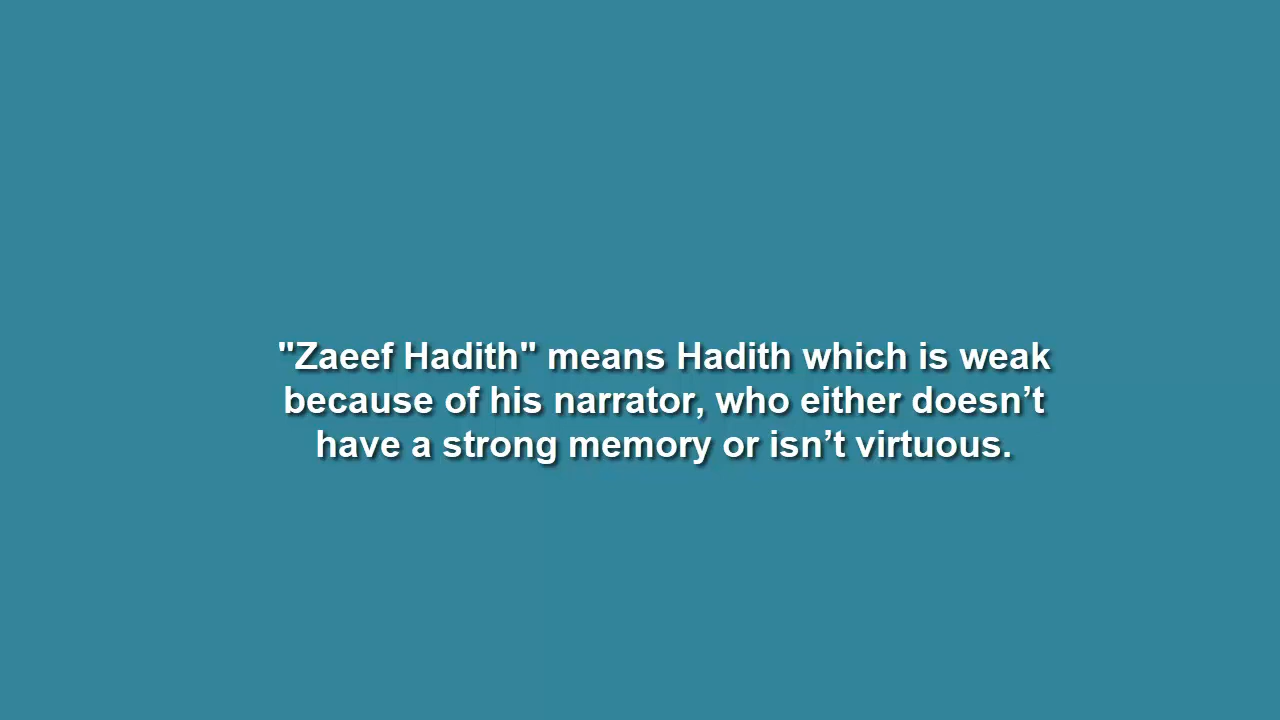 "Zaeef Hadith" means Hadith which is weak
because of his narrator, who either doesn’t
have a strong memory or isn’t virtuous.